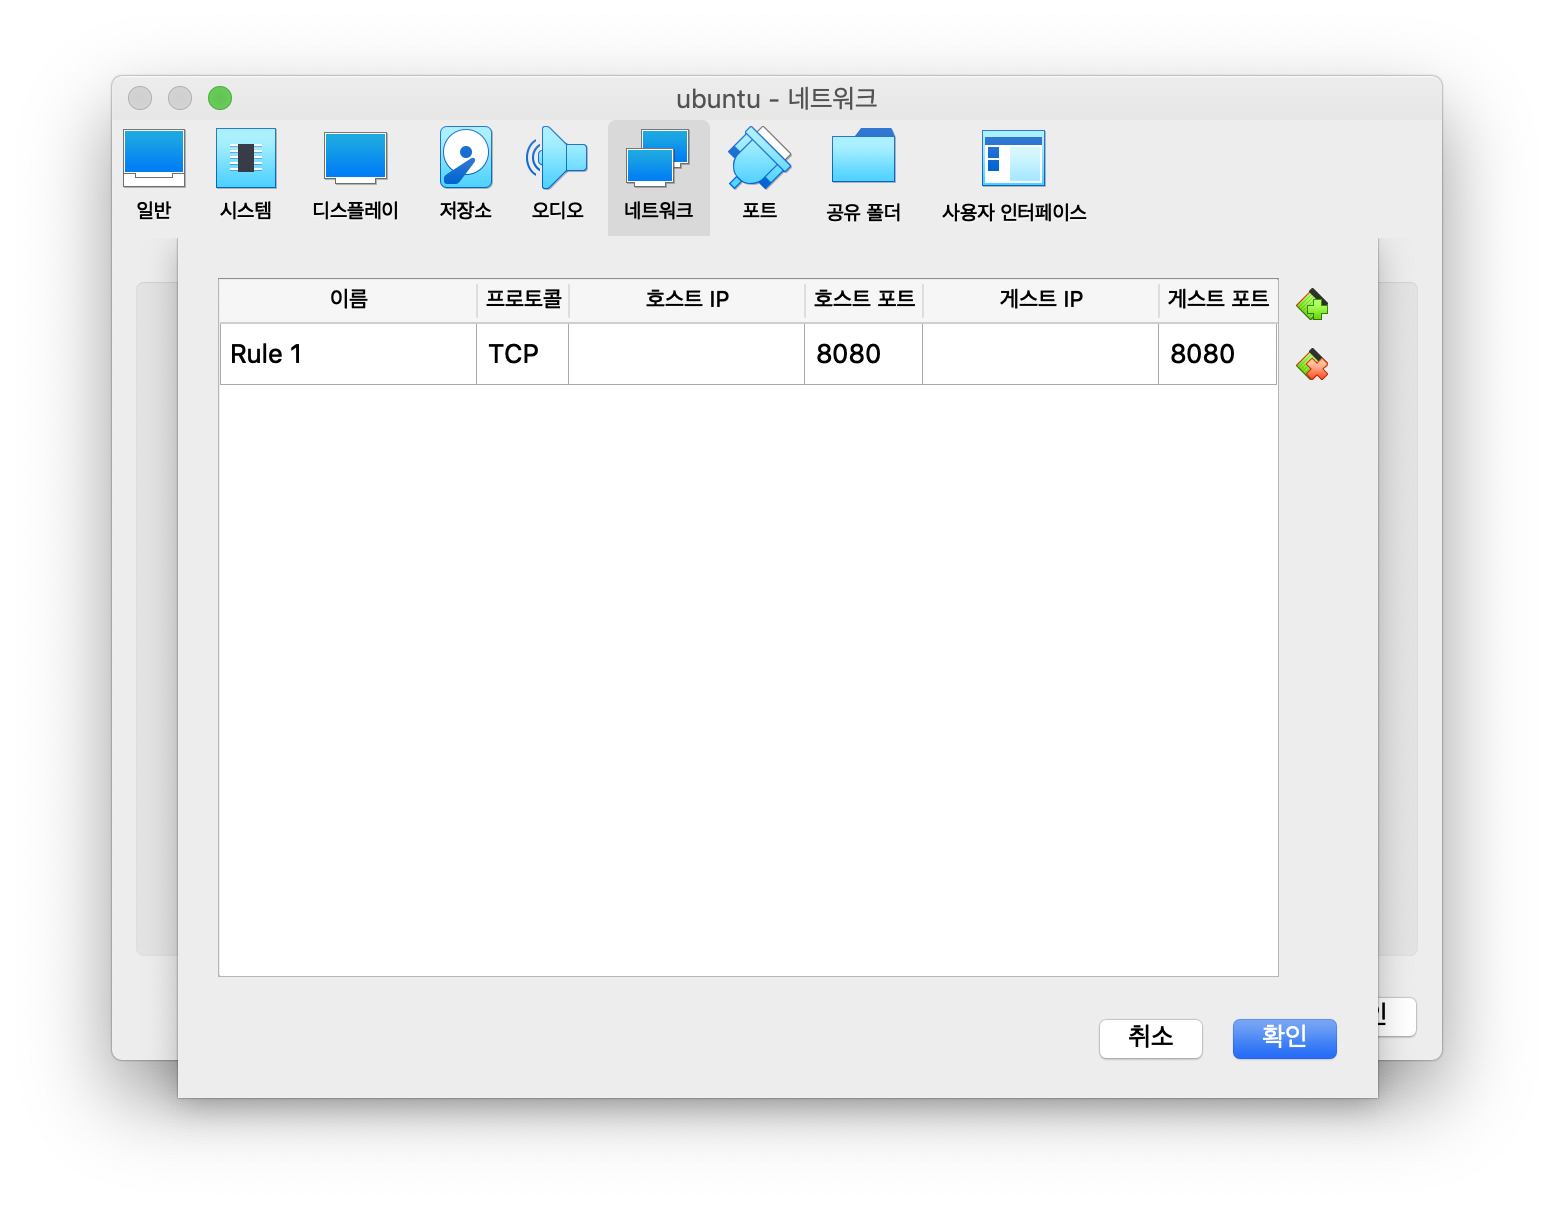 ubuntu - 네트워크
일반 시스템 디스플레이 저장소 오디오 네트워크 포트 공유 폴더 사용자 인터페이스
이름 프로토콜 호스트 IP 호스트 포트 게스트 IP 게스트 포트
Rule 1 TCP 8080 8080
취소 확인